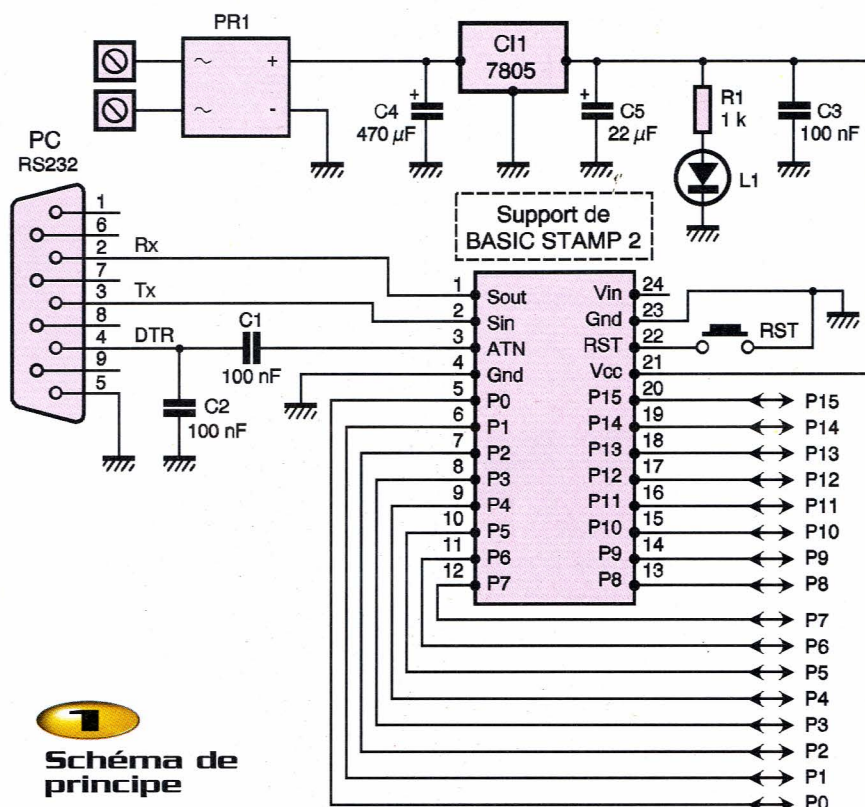 PR1
~ +
~ -
CI1
7805
+
C4
470 µF
+
C5
22 µF
R1
1 k
L1
C3
100 nF
PC
RS232
1
6
2
7
3
8
4
9
5
Rx
Tx
DTR
C1
100 nF
C2
100 nF
Support de
BASIC STAMP 2
1 Sout
2 Sin
3 ATN
4 Gnd
5 P0
6 P1
7 P2
8 P3
9 P4
10 P5
11 P6
12 P7
Vin 24
Gnd 23
RST 22
Vcc 21
P15 20
P14 19
P13 18
P12 17
P11 16
P10 15
P9 14
P8 13
RST
P15
P14
P13
P12
P11
P10
P9
P8
P7
P6
P5
P4
P3
P2
P1
P0
1
Schéma de
principe